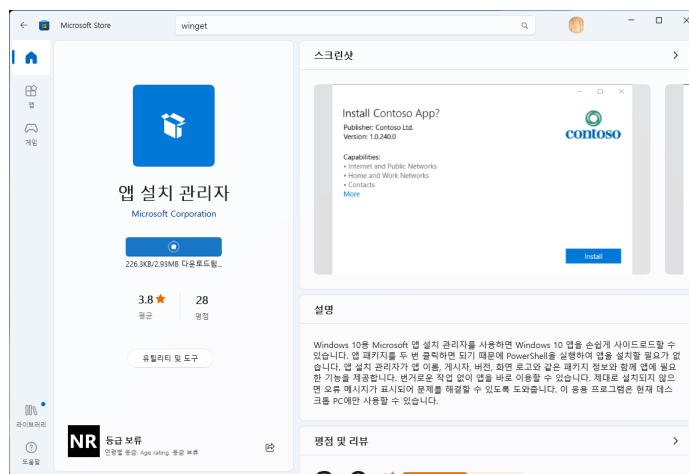 Microsoft Store
winget
앱
게임
라이브러리
도움말
앱 설치 관리자
Microsoft Corporation
226.3KB/2.93MB 다운로드됨...
3.8
28
평균
평점
유틸리티 및 도구
NR
등급 보류
연령별 등급: Age rating. 등급 보류
스크린샷
Install Contoso App?
Publisher: Contoso Ltd.
Version: 1.0.240.0
contoso
Capabilities:
• Internet and Public Networks
• Home and Work Networks
• Contacts
More
Install
설명
Windows 10용 Microsoft 앱 설치 관리자를 사용하면 Windows 10 앱을 손쉽게 사이드로드할 수
있습니다. 앱 패키지를 두 번 클릭하면 되기 때문에 PowerShell을 실행하여 앱을 설치할 필요가 없
습니다. 앱 설치 관리자가 앱 이름, 게시자, 버전, 화면 로고와 같은 패키지 정보와 함께 앱에 필요
한 기능을 제공합니다. 번거로운 작업 없이 앱을 바로 이용할 수 있습니다. 제대로 설치되지 않으
면 오류 메시지가 표시되어 문제를 해결할 수 있도록 도와줍니다. 이 응용 프로그램은 현재 데스
크톱 PC에만 사용할 수 있습니다.
평점 및 리뷰